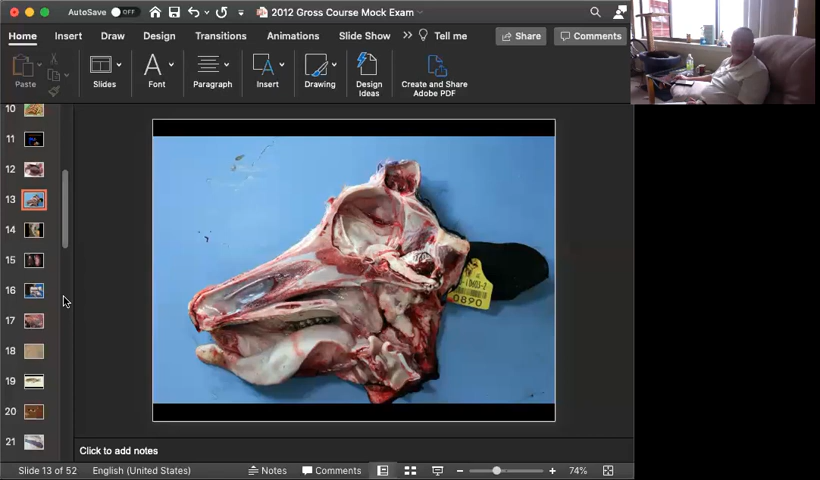 AutoSave OFF
2012 Gross Course Mock Exam
Home Insert Draw Design Transitions Animations Slide Show Tell me Share Comments
Paste Slides Font Paragraph Insert Drawing Design Ideas Create and Share Adobe PDF
10
11
12
13
14
15
16
17
18
19
20
21
0890
Click to add notes
Slide 13 of 52 English (United States) Notes Comments 74%